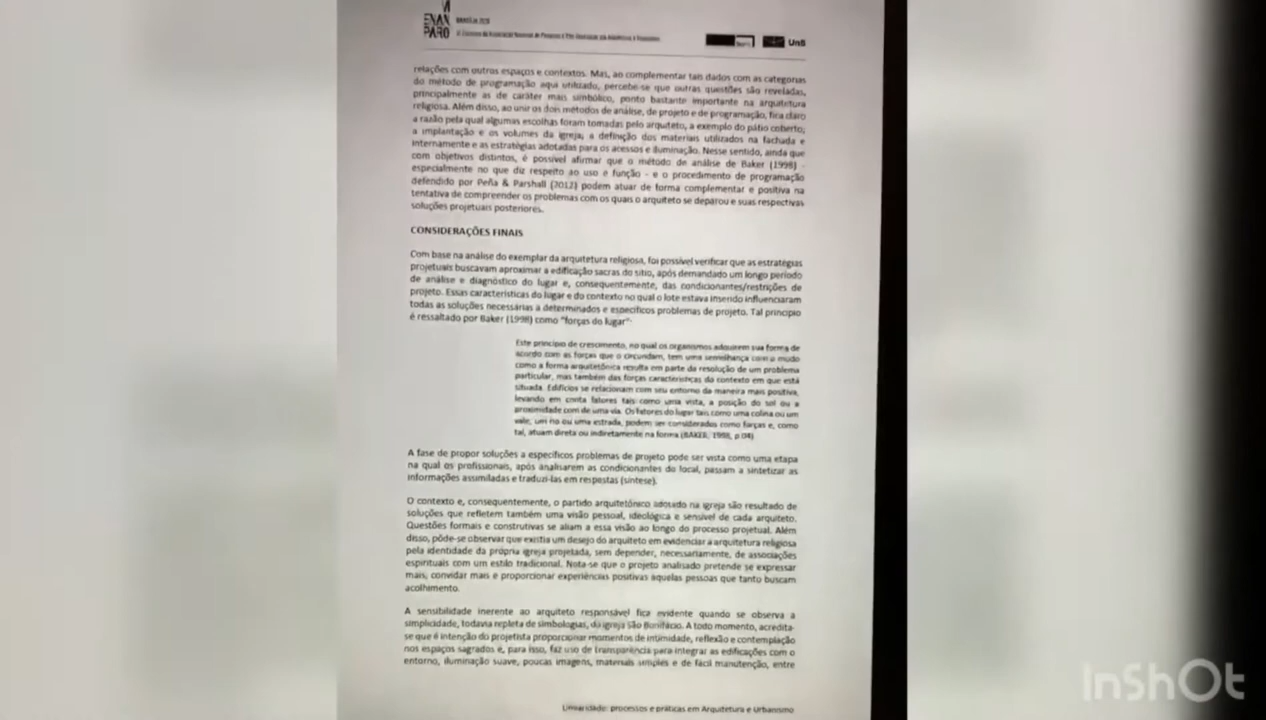 VI
ENAN
PARQ
BRASÍLIA 2020
UnB
relações com outros espaços e contextos. Mas, ao complementar tais dados com as categorias
do método de programação aqui utilizado, percebe-se que outras questões são reveladas,
principalmente as de caráter mais simbólico, ponto bastante importante na arquitetura
religiosa. Além disso, ao unir os dois métodos de análise, de projeto e de programação, fica claro
a razão pela qual algumas escolhas foram tomadas pelo arquiteto, a exemplo do pátio coberto,
a implantação e os volumes da igreja, a definição dos materiais utilizados na fachada e
internamente e as estratégias adotadas para os acessos e iluminação. Nesse sentido, ainda que
com objetivos distintos, é possível afirmar que o método de análise de Baker (1998) -
especialmente no que diz respeito ao uso e função - e o procedimento de programação
defendido por Peña & Parshall (2012) podem atuar de forma complementar e positiva na
tentativa de compreender os problemas com os quais o arquiteto se deparou e suas respectivas
soluções projetuais posteriores.
CONSIDERAÇÕES FINAIS
Com base na análise do exemplar da arquitetura religiosa, foi possível verificar que as estratégias
projetuais buscavam aproximar a edificação sacras do sítio, após demandado um longo período
de análise e diagnóstico do lugar e, consequentemente, das condicionantes/restrições de
projeto. Essas características do lugar e do contexto no qual o lote estava inserido influenciaram
todas as soluções necessárias a determinados e específicos problemas de projeto. Tal princípio
é ressaltado por Baker (1998) como "forças do lugar":
Este princípio de crescimento, no qual os organismos adquirem sua forma de
acordo com as forças que o circundam, tem uma semelhança com o modo
como a forma arquitetônica resulta em parte da resolução de um problema
particular, mas também das forças características do contexto em que está
situada. Edifícios se relacionam com seu entorno da maneira mais positiva,
levando em conta fatores tais como uma vista, a posição do sol ou a
proximidade com de uma via. Os fatores do lugar tais como uma colina ou um
vale, um rio ou uma estrada, podem ser considerados como forças e, como
tal, atuam direta ou indiretamente na forma (BAKER, 1998, p.04)
A fase de propor soluções a específicos problemas de projeto pode ser vista como uma etapa
na qual os profissionais, após analisarem as condicionantes do local, passam a sintetizar as
informações assimiladas e traduzi-las em respostas (síntese).
O contexto e, consequentemente, o partido arquitetônico adotado na igreja são resultado de
soluções que refletem também uma visão pessoal, ideológica e sensível de cada arquiteto.
Questões formais e construtivas se aliam a essa visão ao longo do processo projetual. Além
disso, pôde-se observar que existia um desejo do arquiteto em evidenciar a arquitetura religiosa
pela identidade da própria igreja projetada, sem depender, necessariamente, de associações
espirituais com um estilo tradicional. Nota-se que o projeto analisado pretende se expressar
mais, convidar mais e proporcionar experiências positivas àquelas pessoas que tanto buscam
acolhimento.
A sensibilidade inerente ao arquiteto responsável fica evidente quando se observa a
simplicidade, todavia repleta de simbologias, da igreja São Bonifácio. A todo momento, acredita-
se que é intenção do projetista proporcionar momentos de intimidade, reflexão e contemplação
nos espaços sagrados e, para isso, faz uso de transparência para integrar as edificações com o
entorno, iluminação suave, poucas imagens, materiais simples e de fácil manutenção, entre
Limiaridade: processos e práticas em Arquitetura e Urbanismo
InShOt